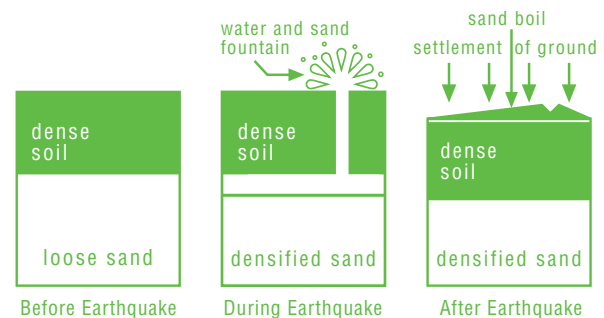 dense
soil
loose sand
Before Earthquake
water and sand
fountain
dense
soil
densified sand
During Earthquake
sand boil
settlement of ground
dense
soil
densified sand
After Earthquake